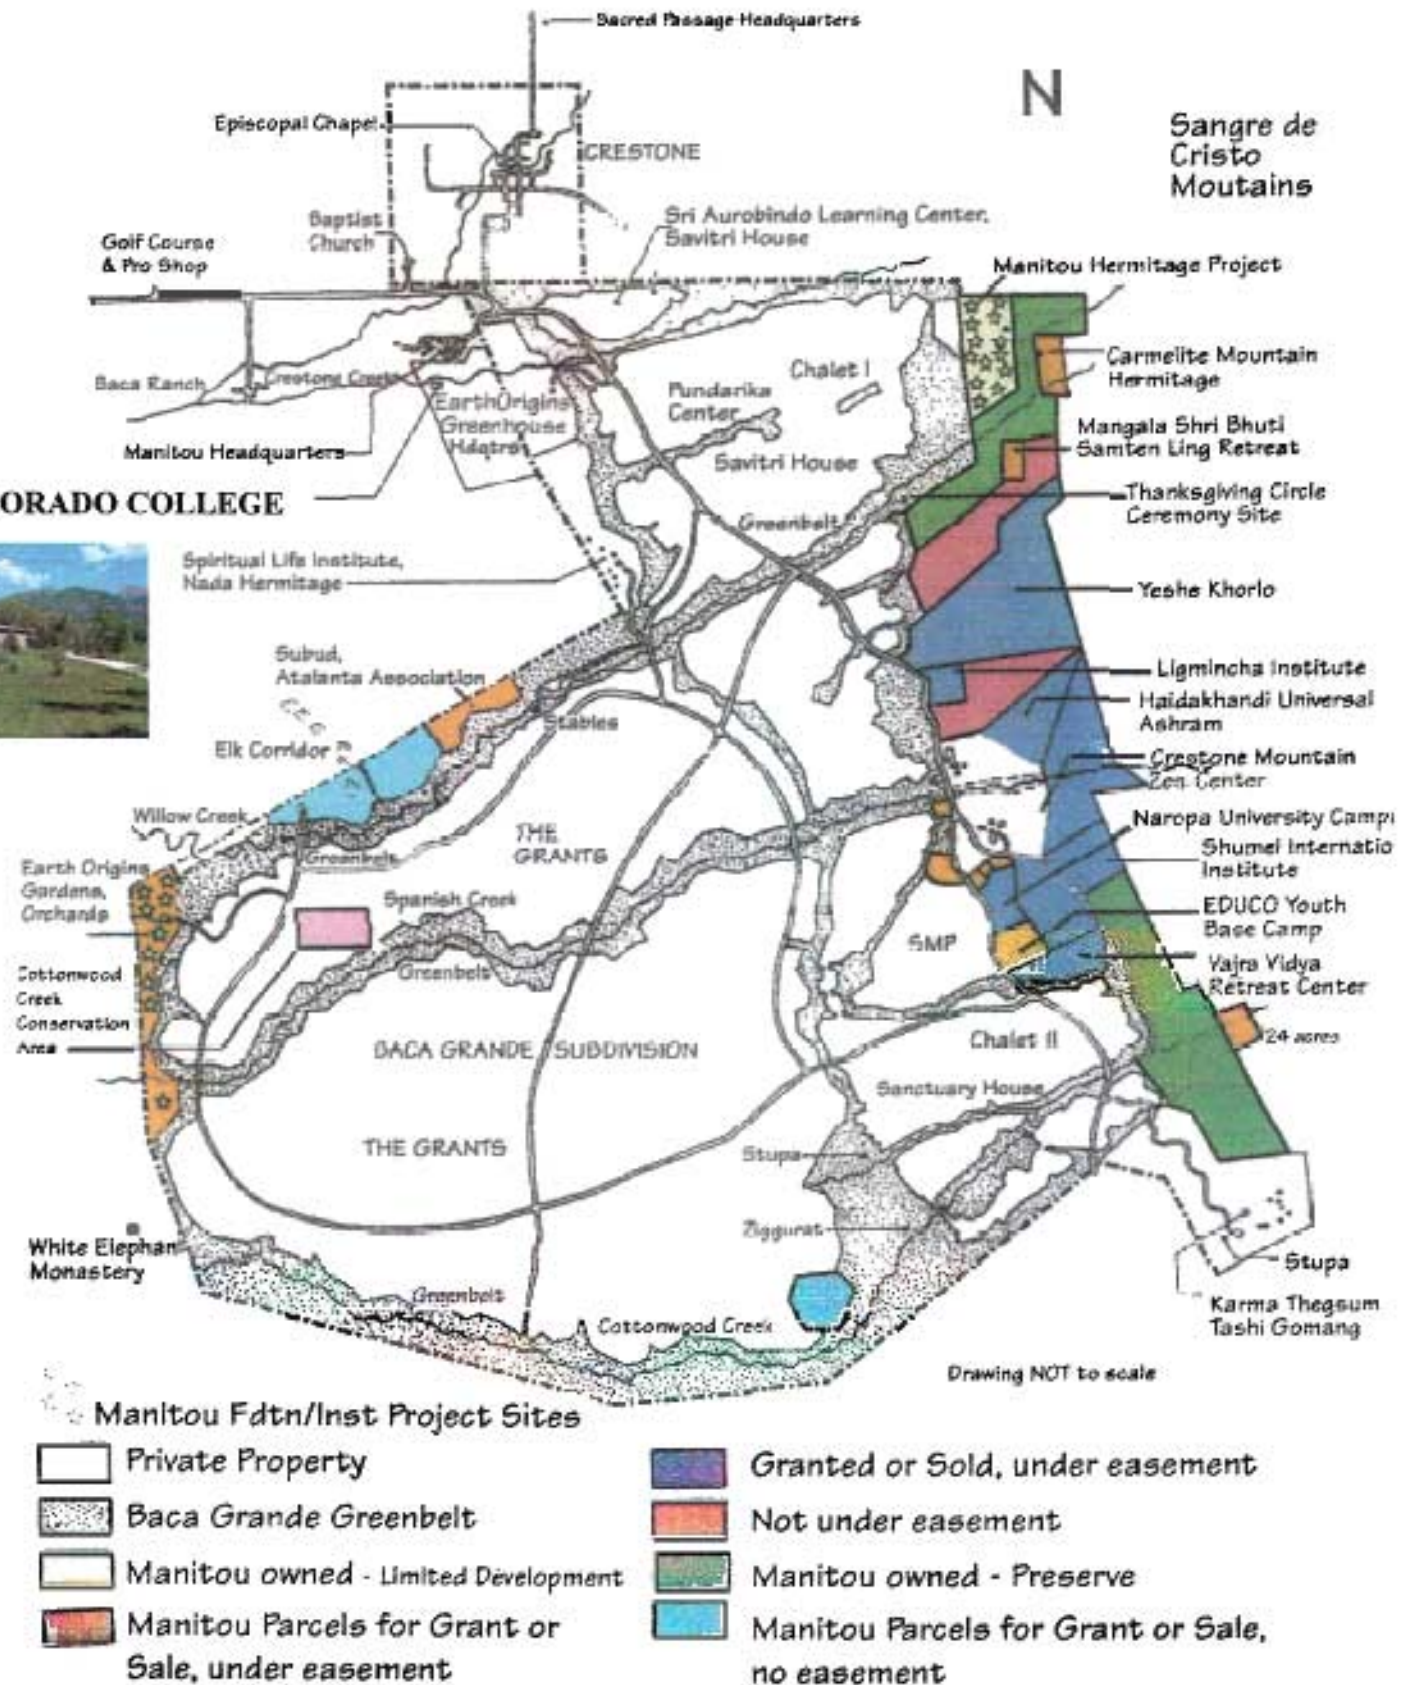 Sacred Passage Headquarters
N
Episcopal Chapel
CRESTONE
Sangre de
Cristo
Moutains
Baptist
Church
Sri Aurobindo Learning Center,
Savitri House
Golf Course
& Pro Shop
Manitou Hermitage Project
Baca Ranch
Crestone Creek
Chalet I
Carmelite Mountain
Hermitage
Pundarika
Center
Earth Origins
Greenhouse
Hdqtrs
Manitou Headquarters
Mangala Shri Bhuti
Samten Ling Retreat
Savitri House
ORADO COLLEGE
Thanksgiving Circle
Ceremony Site
Greenbelt
Spiritual Life Institute,
Nada Hermitage
Yeshe Khorlo
Subud,
Atalanta Association
Ligmincha Institute
Haidakhandi Universal
Ashram
Stables
Elk Corridor
Crestone Mountain
Zen Center
Willow Creek
Naropa University Camp
THE
GRANTS
Shumei Internatio
Institute
Greenbelt
Earth Origins
Gardens,
Orchards
Spanish Creek
EDUCO Youth
Base Camp
SMP
Greenbelt
Vajra Vidya
Retreat Center
Cottonwood
Creek
Conservation
Area
24 acres
BACA GRANDE SUBDIVISION
Chalet II
Sanctuary House
THE GRANTS
Stupa
Ziggurat
White Elephan
Monastery
Stupa
Greenbelt
Karma Thegsum
Tashi Gomang
Cottonwood Creek
Drawing NOT to scale
Manitou Fdtn/Inst Project Sites
Private Property
Baca Grande Greenbelt
Manitou owned - Limited Development
Manitou Parcels for Grant or
Sale, under easement
Granted or Sold, under easement
Not under easement
Manitou owned - Preserve
Manitou Parcels for Grant or Sale,
no easement